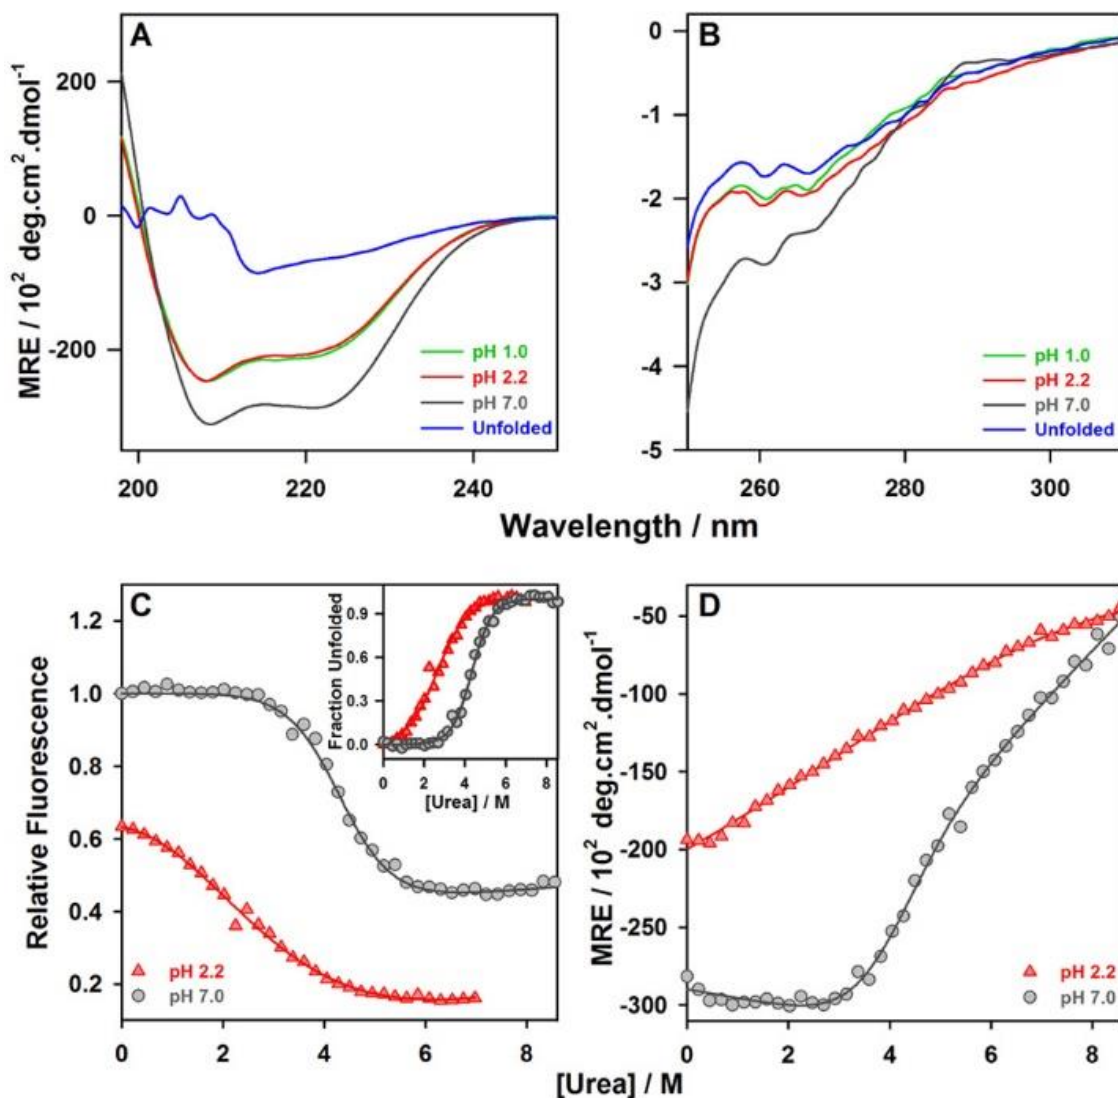 A
MRE / 10² deg.cm².dmol⁻¹
200
0
-200
pH 1.0
pH 2.2
pH 7.0
Unfolded
200
220
240
B
0
-1
-2
-3
-4
-5
pH 1.0
pH 2.2
pH 7.0
Unfolded
260
280
300
Wavelength / nm
C
Relative Fluorescence
1.2
1.0
0.8
0.6
0.4
0.2
Fraction Unfolded
0.9
0.6
0.3
0.0
0 2 4 6 8
[Urea] / M
pH 2.2
pH 7.0
0 2 4 6 8
D
MRE / 10² deg.cm².dmol⁻¹
-50
-100
-150
-200
-250
-300
pH 2.2
pH 7.0
0 2 4 6 8
[Urea] / M